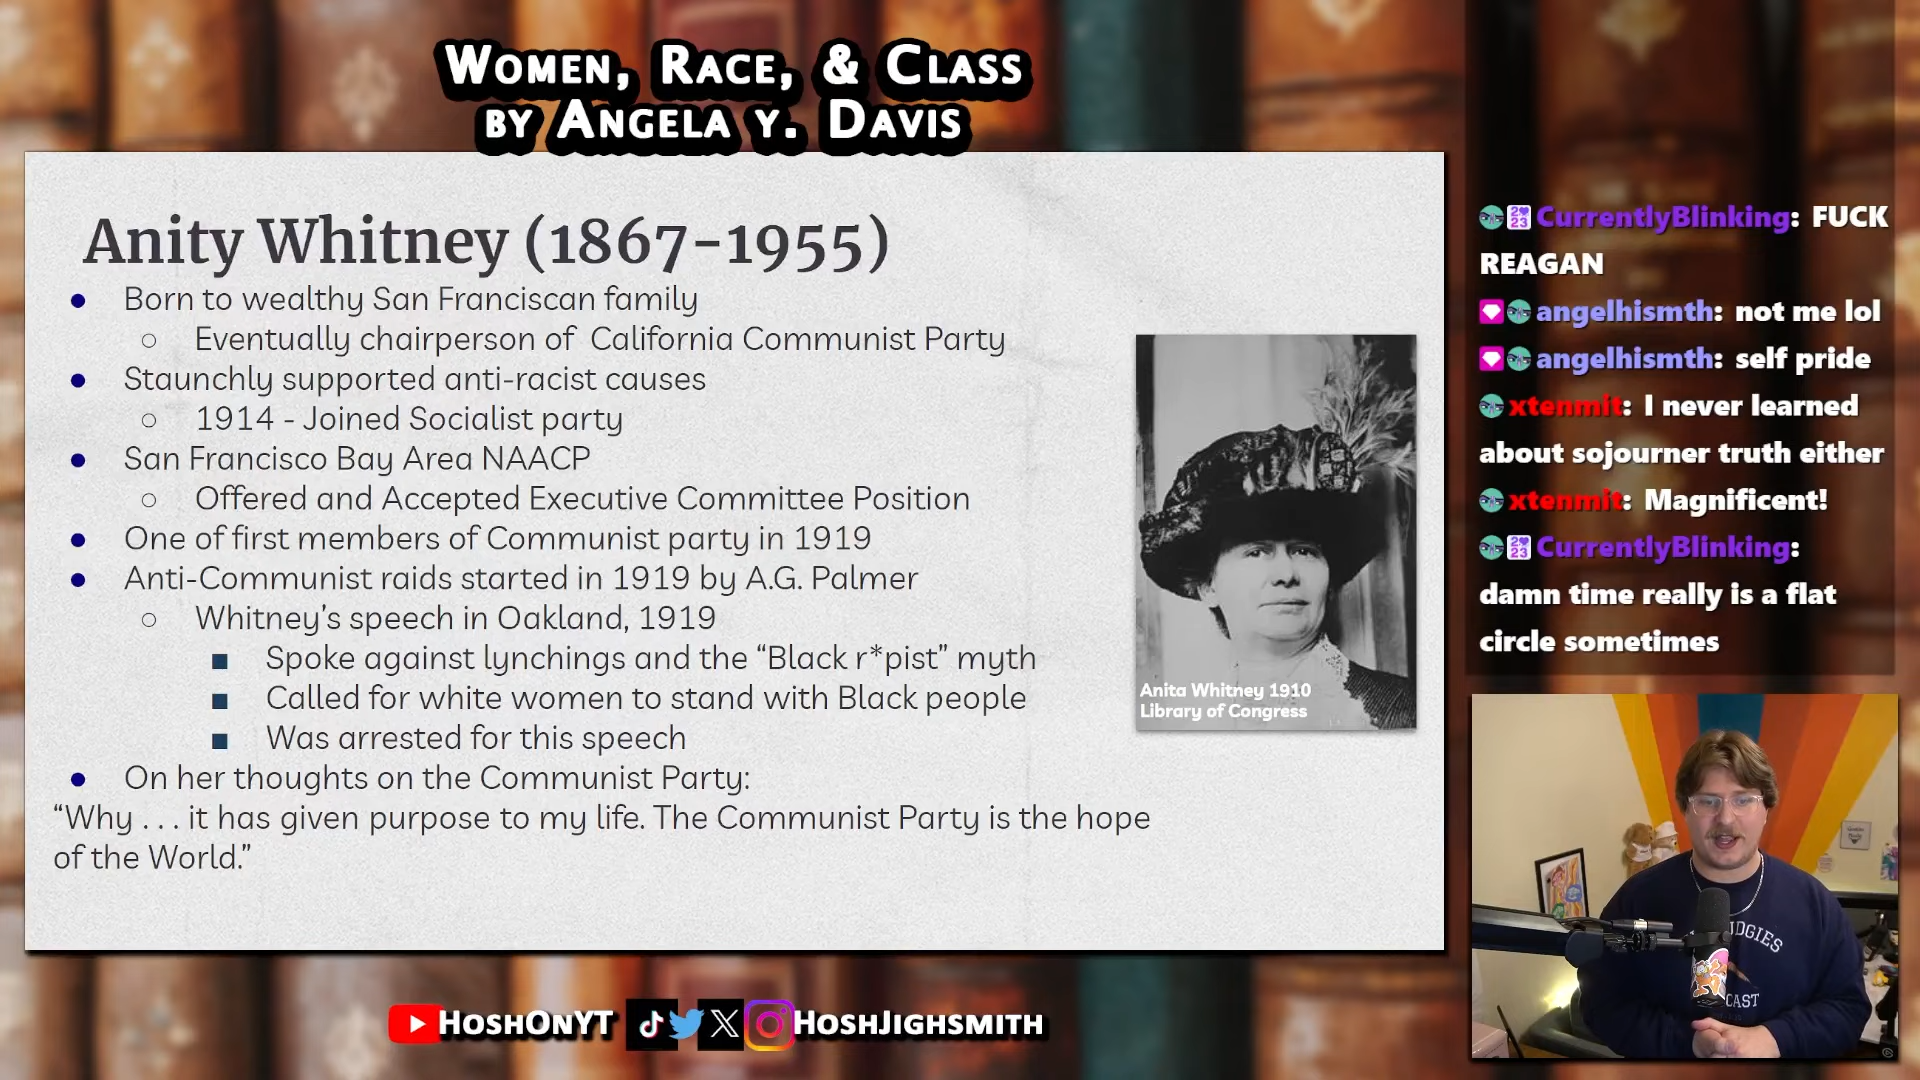 Women, Race, & Class
by Angela y. Davis
Anity Whitney (1867-1955)
● Born to wealthy San Franciscan family
○ Eventually chairperson of California Communist Party
● Staunchly supported anti-racist causes
○ 1914 - Joined Socialist party
● San Francisco Bay Area NAACP
○ Offered and Accepted Executive Committee Position
● One of first members of Communist party in 1919
● Anti-Communist raids started in 1919 by A.G. Palmer
○ Whitney’s speech in Oakland, 1919
■ Spoke against lynchings and the “Black r*pist” myth
■ Called for white women to stand with Black people
■ Was arrested for this speech
● On her thoughts on the Communist Party:
“Why . . . it has given purpose to my life. The Communist Party is the hope
of the World.”
Anita Whitney 1910
Library of Congress
CurrentlyBlinking: FUCK
REAGAN
angelhismth: not me lol
angelhismth: self pride
xtenmit: I never learned
about sojourner truth either
xtenmit: Magnificent!
CurrentlyBlinking:
damn time really is a flat
circle sometimes
HoshOnYT
HoshJighsmith